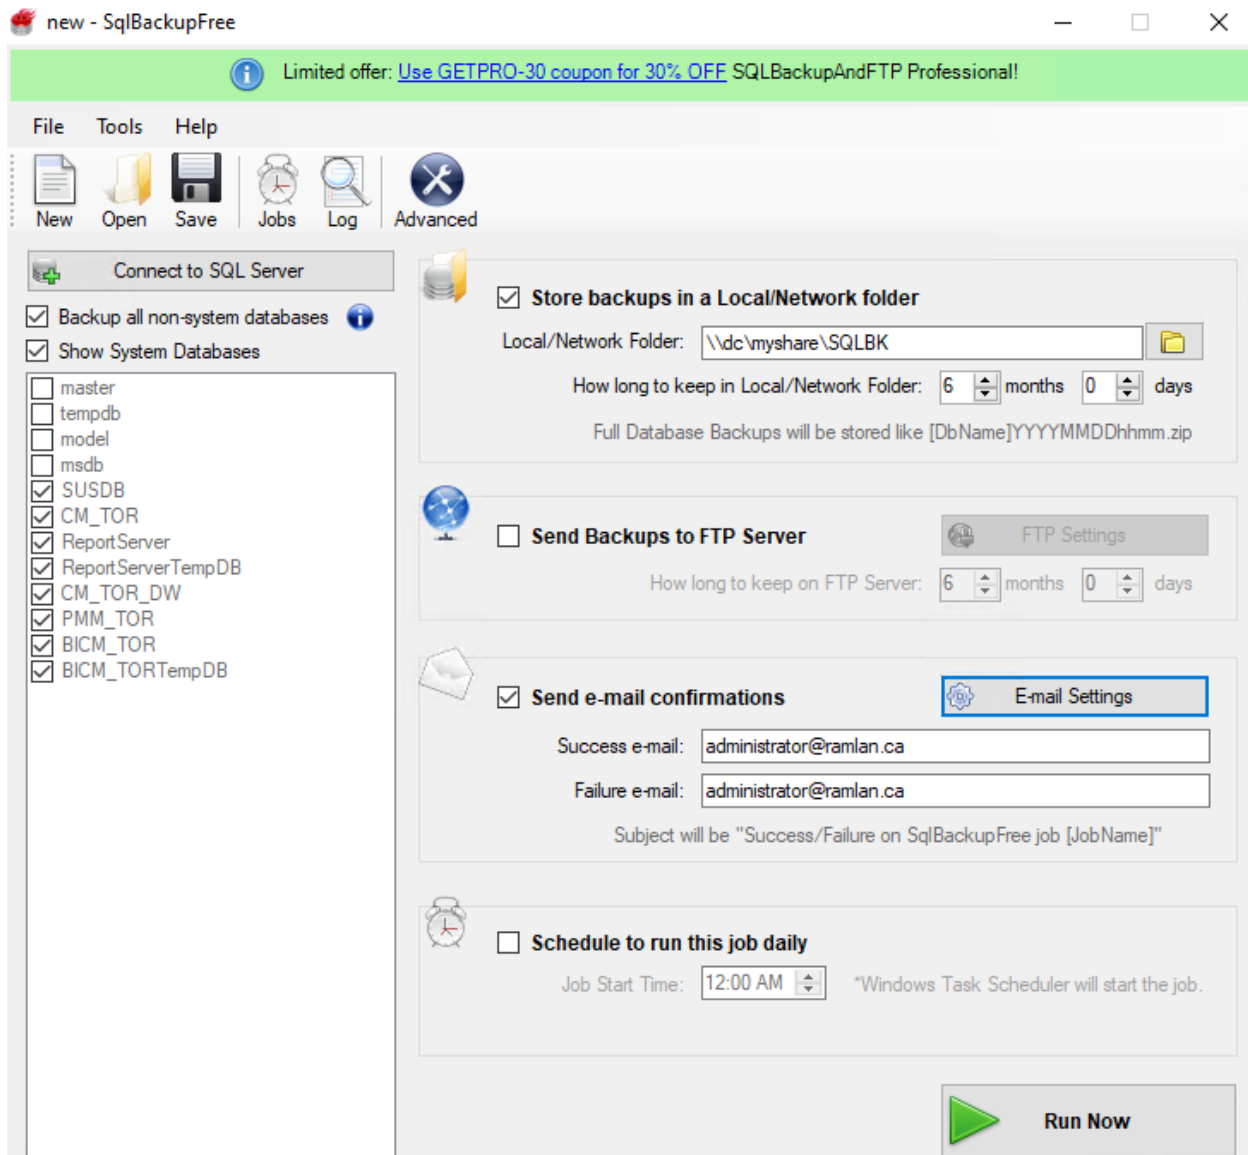 new - SqlBackupFree
Limited offer: Use GETPRO-30 coupon for 30% OFF SQLBackupAndFTP Professional!
File Tools Help
New Open Save Jobs Log Advanced
Connect to SQL Server
Backup all non-system databases
Show System Databases
master
tempdb
model
msdb
SUSDB
CM_TOR
ReportServer
ReportServerTempDB
CM_TOR_DW
PMM_TOR
BICM_TOR
BICM_TORTempDB
Store backups in a Local/Network folder
Local/Network Folder: \\dc\myshare\SQLBK
How long to keep in Local/Network Folder: 6 months 0 days
Full Database Backups will be stored like [DbName]YYYYMMDDhhmm.zip
Send Backups to FTP Server FTP Settings
How long to keep on FTP Server: 6 months 0 days
Send e-mail confirmations E-mail Settings
Success e-mail: administrator@ramlan.ca
Failure e-mail: administrator@ramlan.ca
Subject will be "Success/Failure on SqlBackupFree job [JobName]"
Schedule to run this job daily
Job Start Time: 12:00 AM *Windows Task Scheduler will start the job.
Run Now